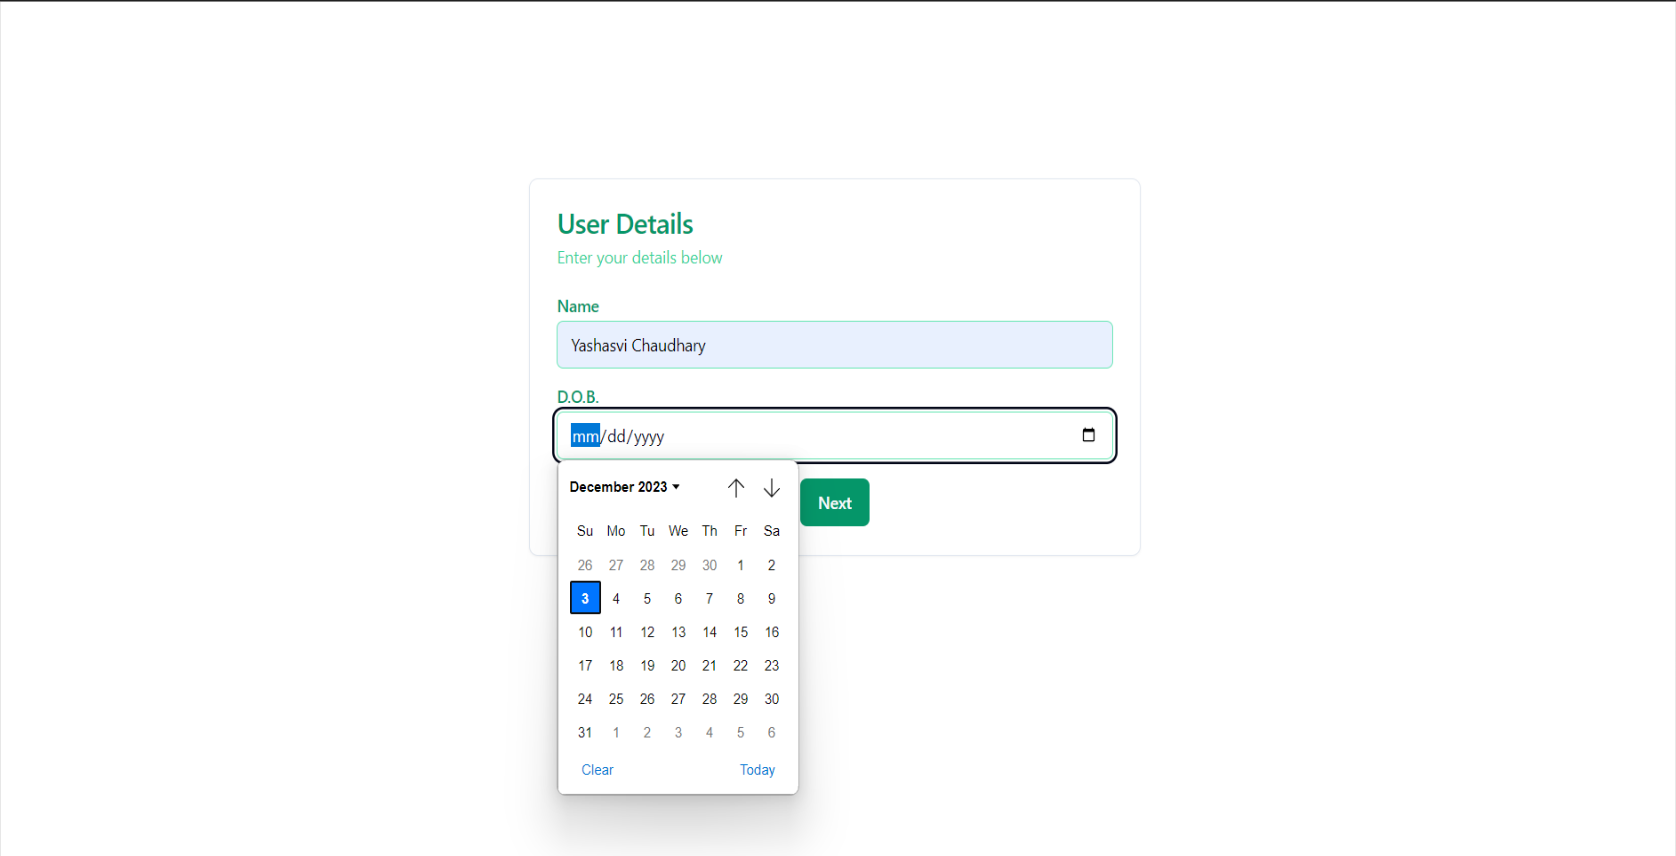 User Details
Enter your details below
Name
Yashasvi Chaudhary
D.O.B.
mm/dd/yyyy
December 2023
Next
Su Mo Tu We Th Fr Sa
26 27 28 29 30 1 2
3 4 5 6 7 8 9
10 11 12 13 14 15 16
17 18 19 20 21 22 23
24 25 26 27 28 29 30
31 1 2 3 4 5 6
Clear Today